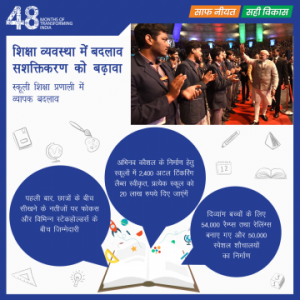 48 MONTHS OF
TRANSFORMING
INDIA
साफ नीयत सही विकास
शिक्षा व्यवस्था में बदलाव
सशक्तिकरण को बढ़ावा
स्कूली शिक्षा प्रणाली में
व्यापक बदलाव
पहली बार, छात्रों के बीच
सीखने के नतीजों पर फोकस
और विभिन्न स्टेकहोल्डर्स के
बीच जिम्मेदारी
अभिनव कौशल के निर्माण हेतु
स्कूलों में 2,400 अटल टिंकरिंग
लैब्स स्वीकृत, प्रत्येक स्कूल को
20 लाख रुपये दिए जाएंगे
दिव्यांग बच्चों के लिए
54,000 रैम्प्स तथा रेलिंग्स
बनाए गए और 50,000
स्पेशल शौचालयों
का निर्माण